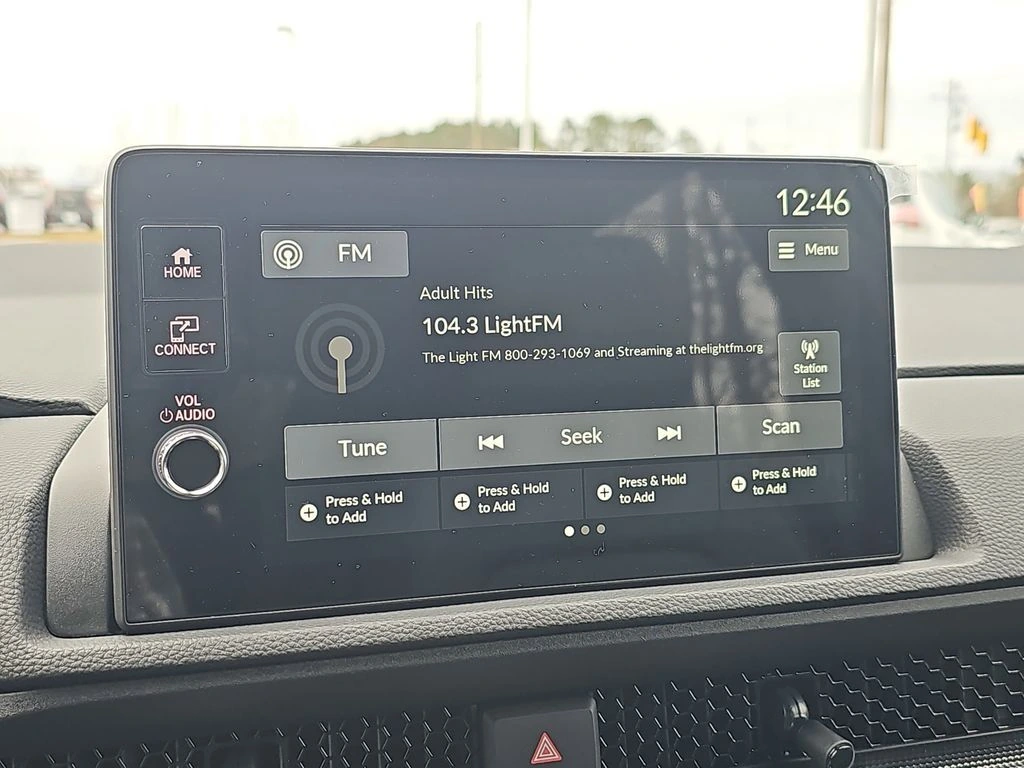 12:46
HOME
FM
Menu
Adult Hits
104.3 LightFM
The Light FM 800-293-1069 and Streaming at thelightfm.org
CONNECT
Station
List
VOL
AUDIO
Tune
Seek
Scan
Press & Hold
to Add
Press & Hold
to Add
Press & Hold
to Add
Press & Hold
to Add